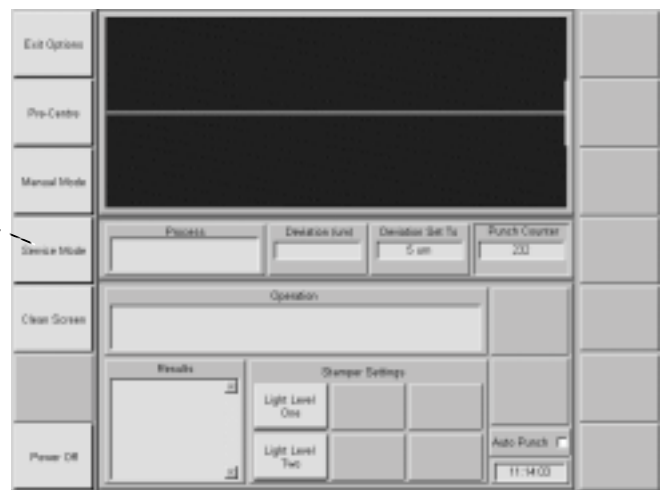 Exit Options
Pre-Centre
Manual Mode
Service Mode
Clean Screen
Power Off
Process
Deviation (um)
Deviation Set To
5 um
Punch Counter
232
Operation
Results
Stamper Settings
Light Level
One
Light Level
Two
Auto Punch
11:14:03